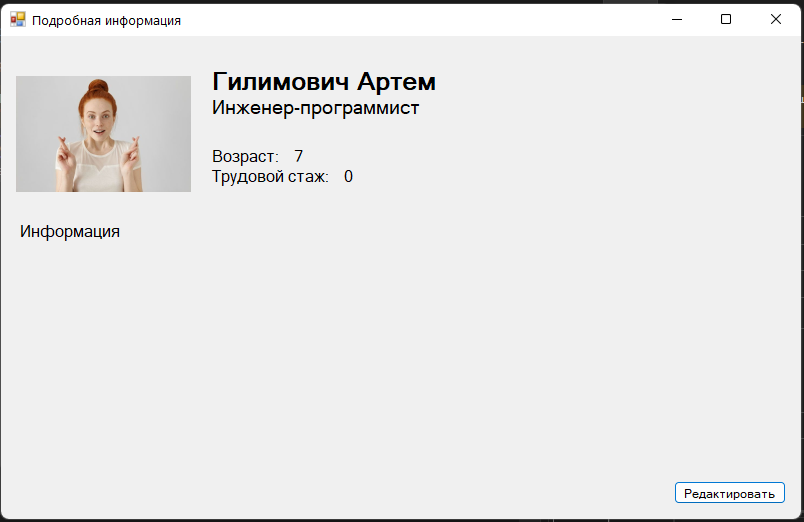 Подробная информация
Гилимович Артем
Инженер-программист
Возраст: 7
Трудовой стаж: 0
Информация
Редактировать